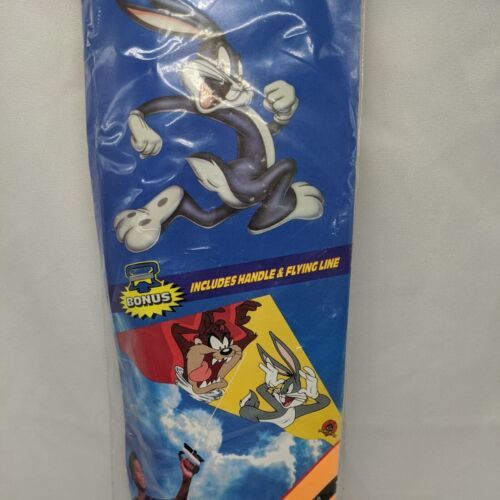 INCLUDES HANDLE & FLYING LINE
BONUS